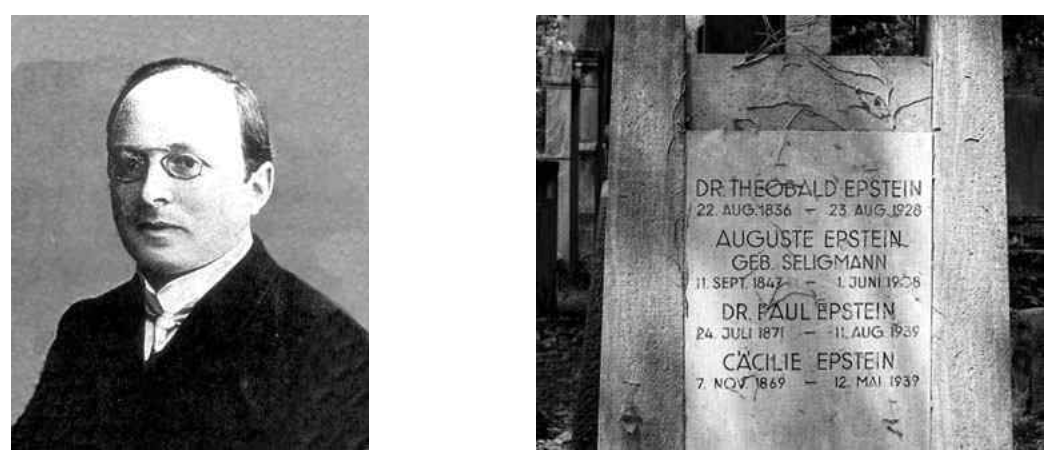 DR. THEOBALD EPSTEIN
22. AUG. 1836 – 23. AUG. 1928
AUGUSTE EPSTEIN
GEB. SELIGMANN
11. SEPT. 1847 – 1. JUNI 1908
DR. PAUL EPSTEIN
24. JULI 1871 – 11. AUG. 1939
CÄCILIE EPSTEIN
7. NOV. 1869 – 12. MAI 1939